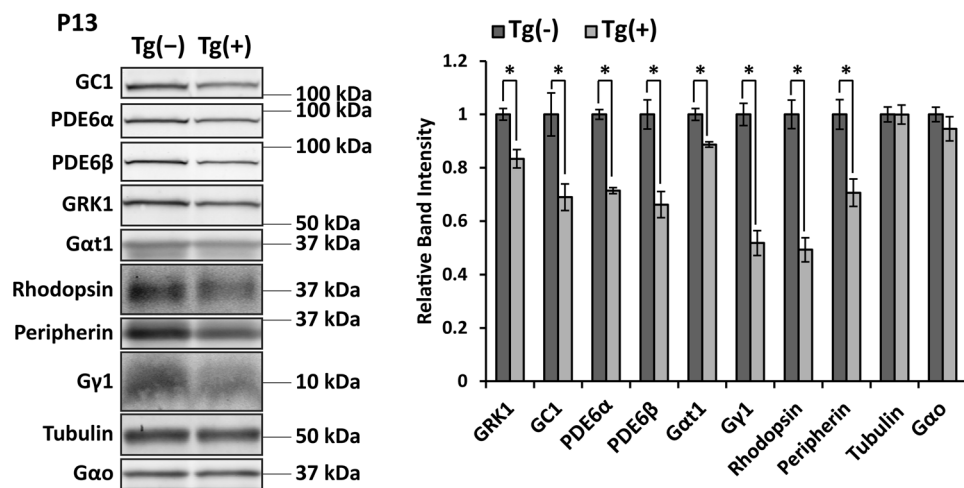 P13
Tg(−) Tg(+)
GC1
100 kDa
PDE6α
100 kDa
PDE6β
100 kDa
GRK1
50 kDa
Gαt1
37 kDa
Rhodopsin
37 kDa
Peripherin
37 kDa
Gγ1
10 kDa
Tubulin
50 kDa
Gαo
37 kDa
Tg(-) Tg(+)
Relative Band Intensity
1.2
1
0.8
0.6
0.4
0.2
0
* * * * * * * *
GRK1
GC1
PDE6α
PDE6β
Gαt1
Gγ1
Rhodopsin
Peripherin
Tubulin
Gαo